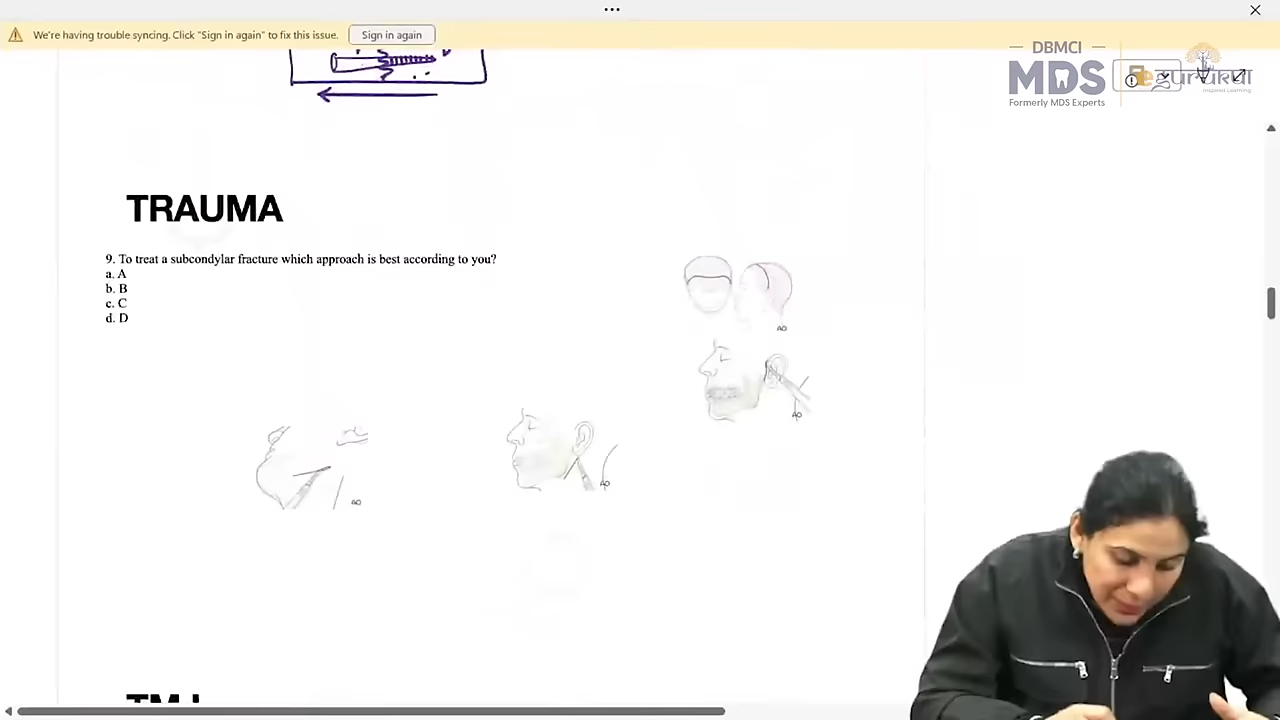 We're having trouble syncing. Click "Sign in again" to fix this issue.
Sign in again
DBMCI
MDS
Formerly MDS Experts
Inspired Learning
TRAUMA
9. To treat a subcondylar fracture which approach is best according to you?
a. A
b. B
c. C
d. D
AO
AO
AO
AO